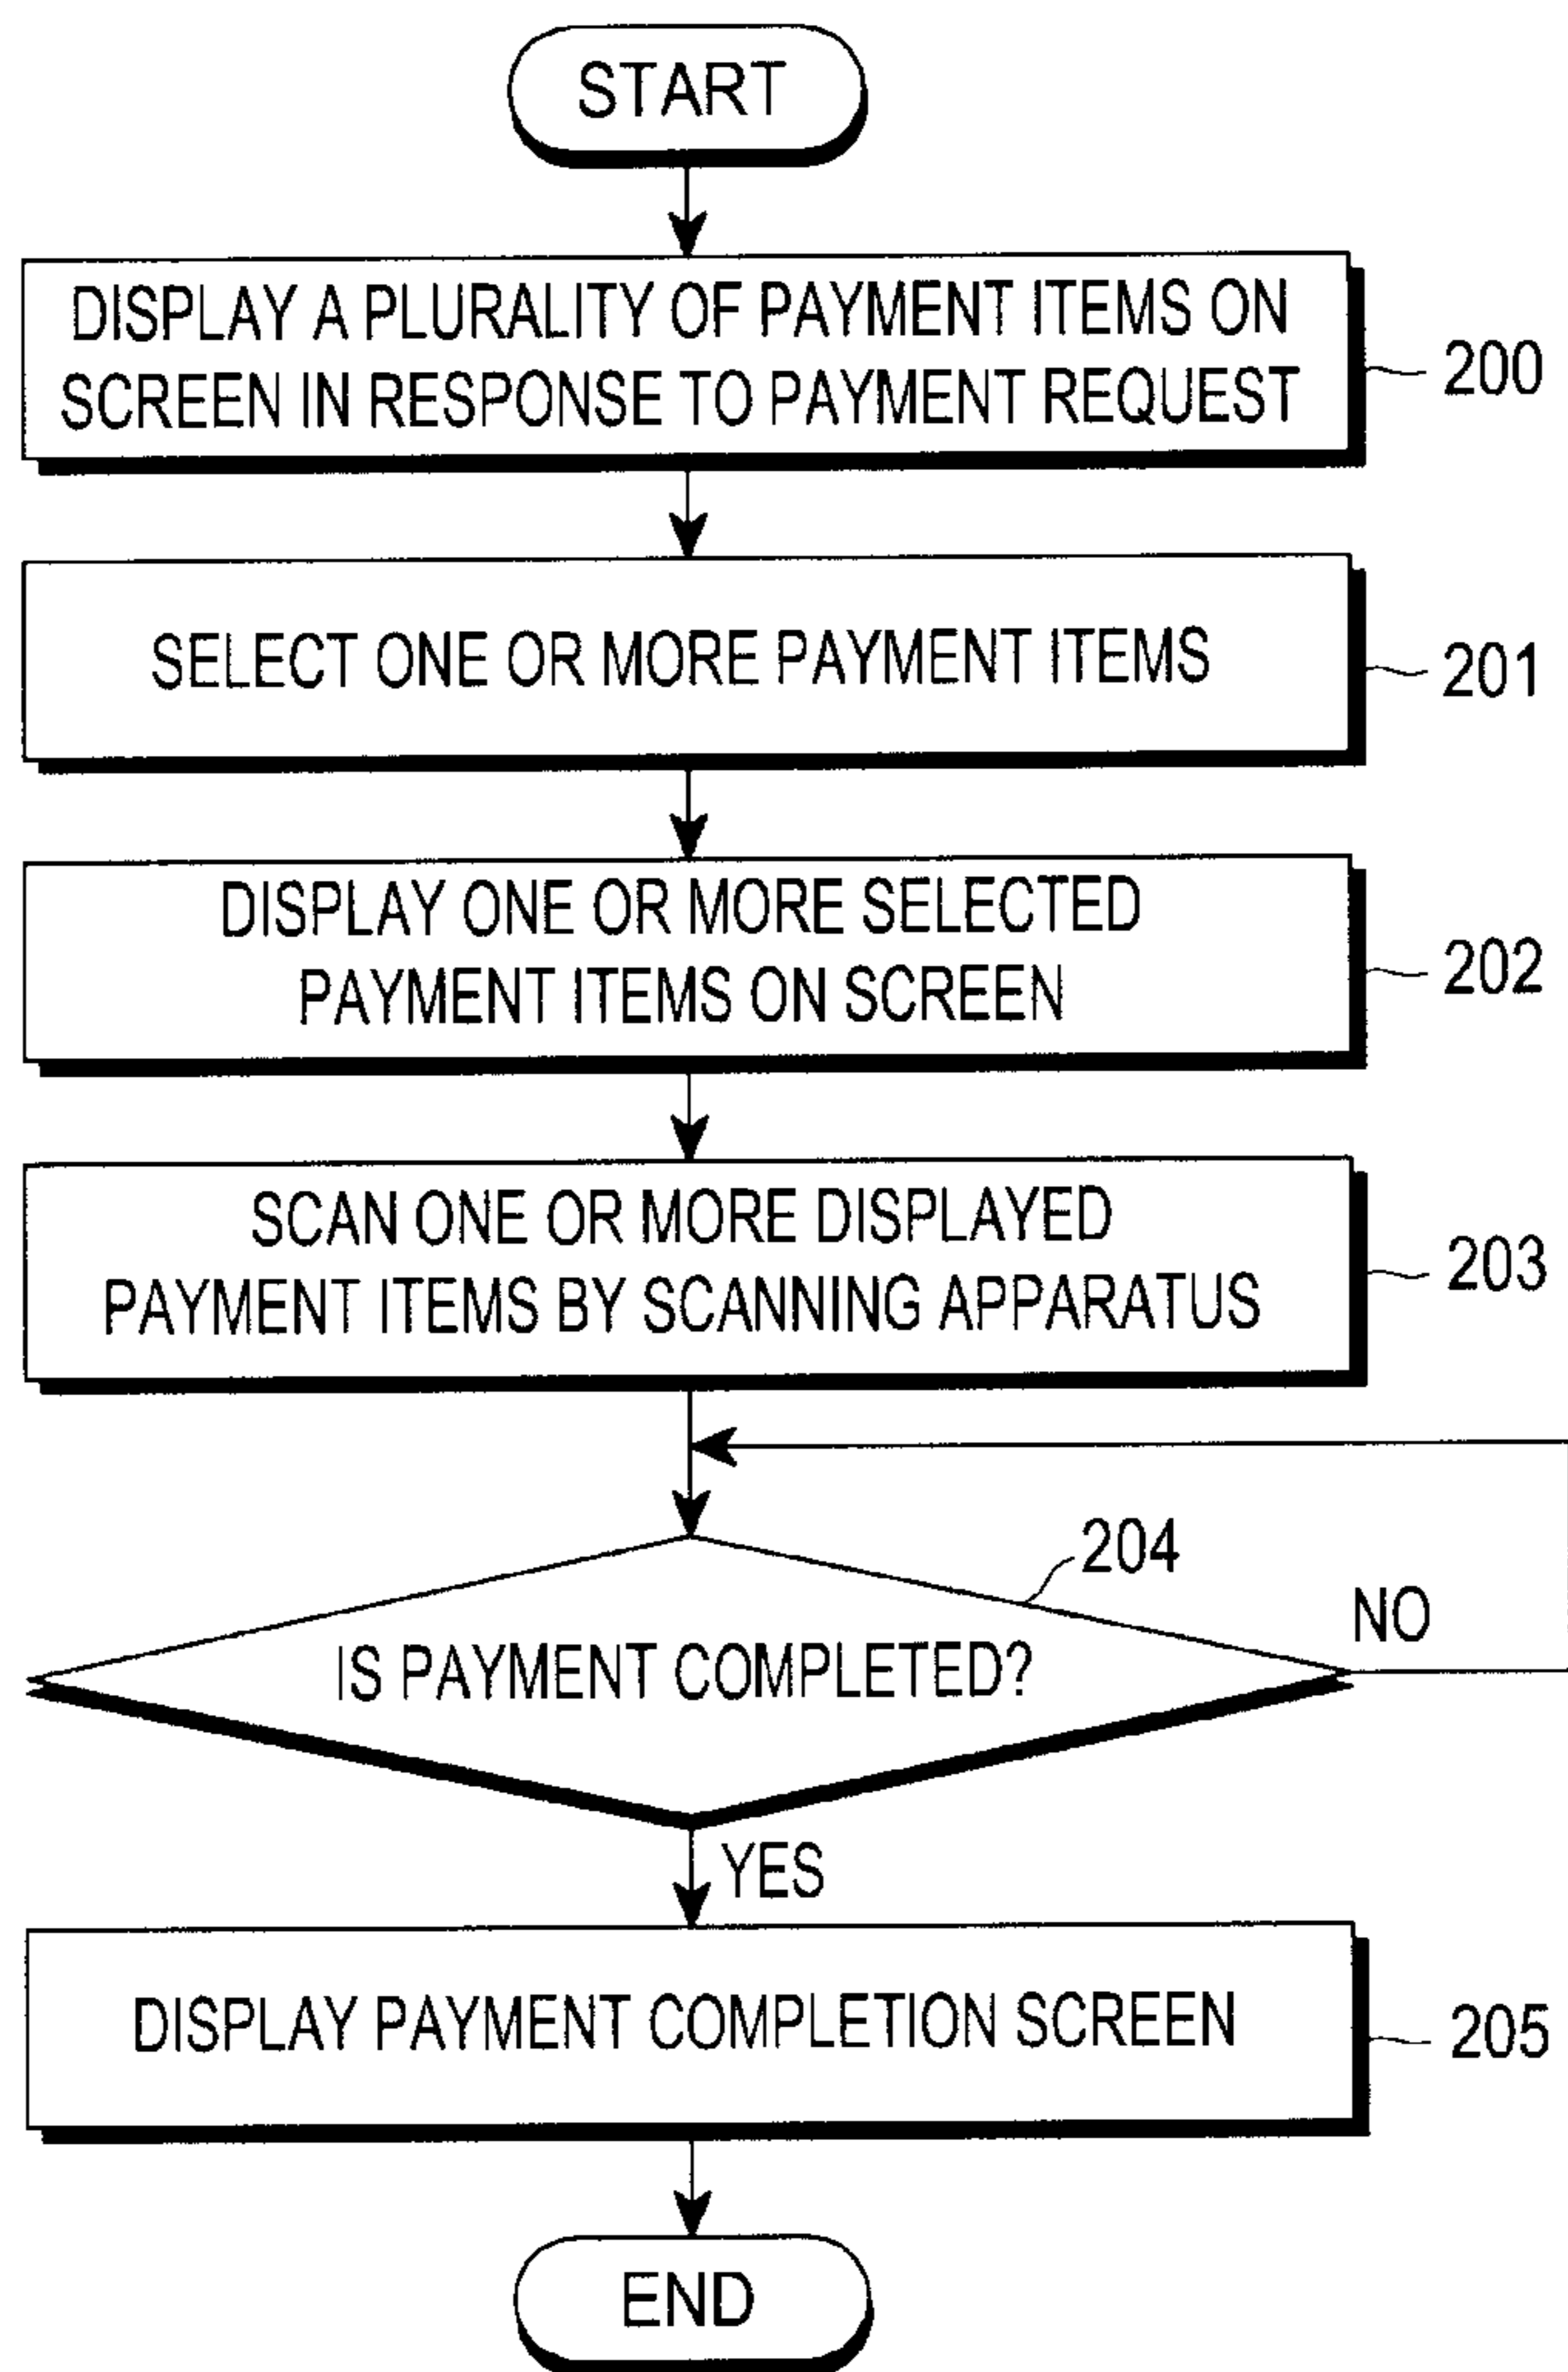 START
DISPLAY A PLURALITY OF PAYMENT ITEMS ON
SCREEN IN RESPONSE TO PAYMENT REQUEST
200
SELECT ONE OR MORE PAYMENT ITEMS
201
DISPLAY ONE OR MORE SELECTED
PAYMENT ITEMS ON SCREEN
202
SCAN ONE OR MORE DISPLAYED
PAYMENT ITEMS BY SCANNING APPARATUS
203
204
IS PAYMENT COMPLETED?
NO
YES
DISPLAY PAYMENT COMPLETION SCREEN
205
END